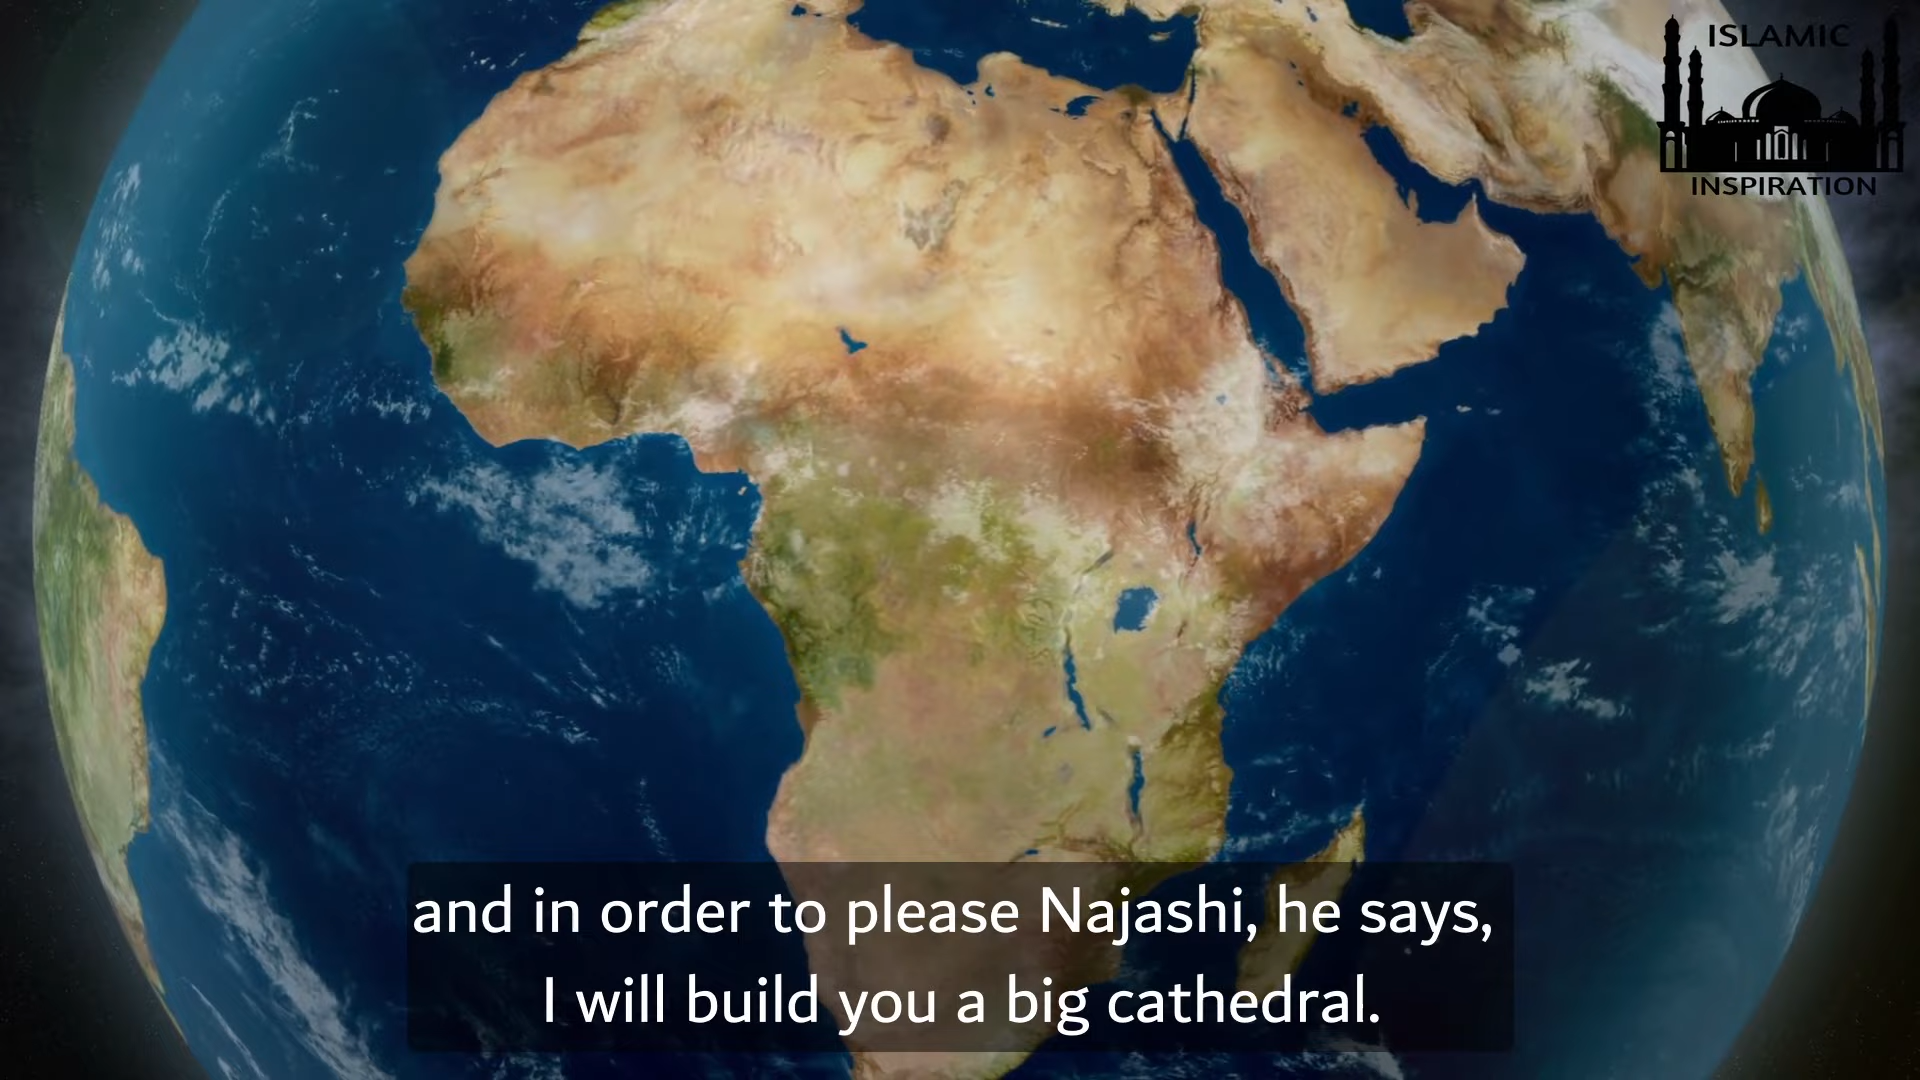 ISLAMIC
INSPIRATION
and in order to please Najashi, he says,
I will build you a big cathedral.